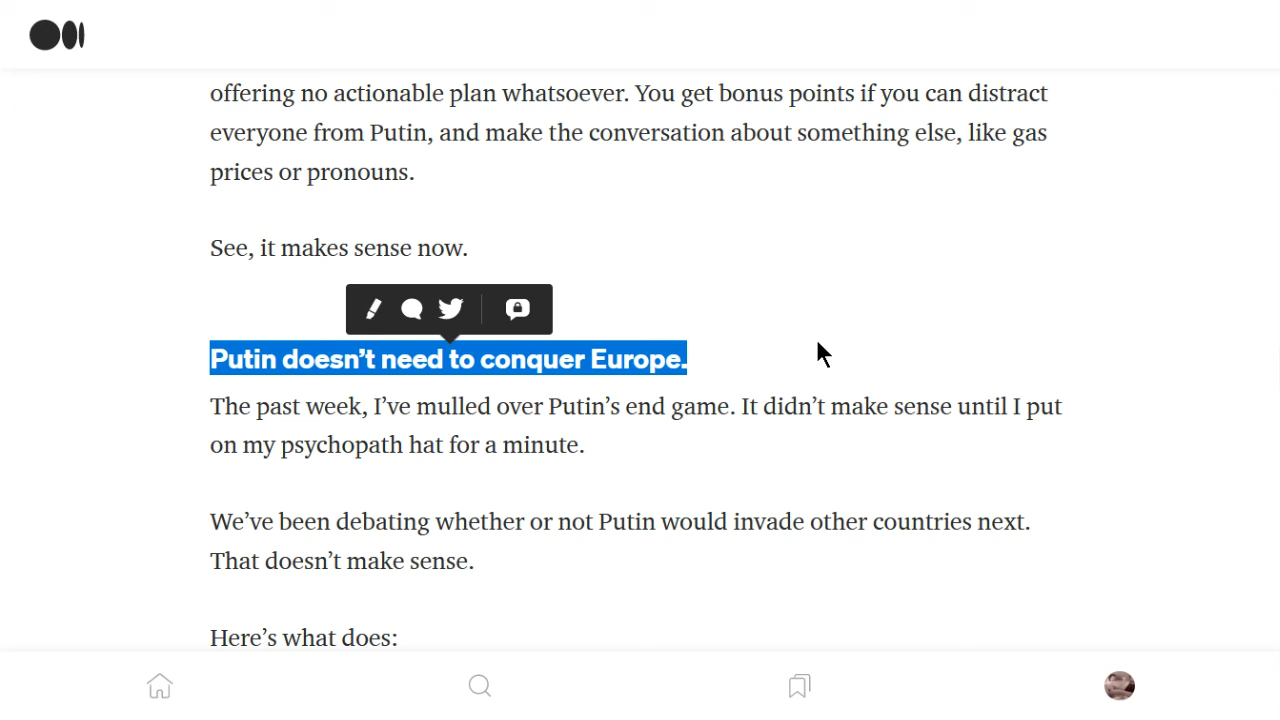 offering no actionable plan whatsoever. You get bonus points if you can distract
everyone from Putin, and make the conversation about something else, like gas
prices or pronouns.
See, it makes sense now.
Putin doesn’t need to conquer Europe.
The past week, I’ve mulled over Putin’s end game. It didn’t make sense until I put
on my psychopath hat for a minute.
We’ve been debating whether or not Putin would invade other countries next.
That doesn’t make sense.
Here’s what does: